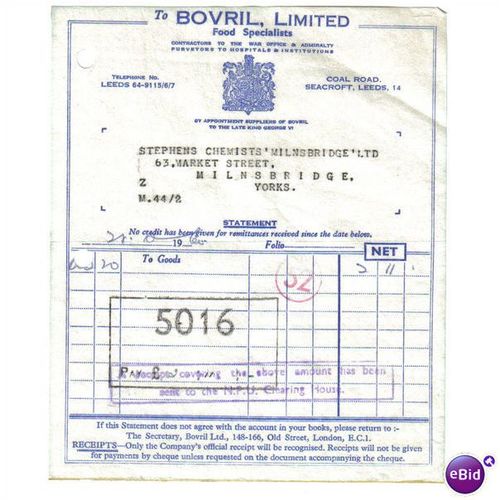 To BOVRIL, LIMITED
Food Specialists
CONTRACTORS TO THE WAR OFFICE & ADMIRALTY
PURVEYORS TO HOSPITALS & INSTITUTIONS
TELEPHONE No.
LEEDS 64-9115/6/7
COAL ROAD.
SEACROFT, LEEDS, 14
BY APPOINTMENT SUPPLIERS OF BOVRIL
TO THE LATE KING GEORGE VI
STEPHENS CHEMISTS'MILNSBRIDGE'LTD
63,MARKET STREET,
MILNSBRIDGE,
Z YORKS.
M.44/2
STATEMENT
No credit has been given for remittances received since the date below.
19 60 Folio
NET
20 To Goods 2 11
52
5016
PAY £
covering the above amount has been
sent to the N.P.U. Clearing House.
If this Statement does not agree with the account in your books, please return to:—
The Secretary, Bovril Ltd., 148-166, Old Street, London, E.C.1.
RECEIPTS.—Only the Company's official receipt will be recognised. Receipts will not be
given for payments by cheque unless requested on the document accompanying the cheque.
eBid